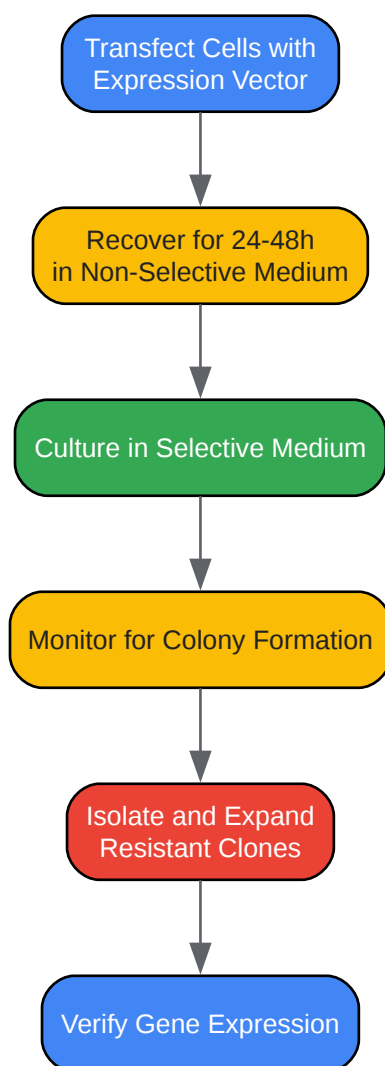 Transfect Cells with
Expression Vector
Recover for 24-48h
in Non-Selective Medium
Culture in Selective Medium
Monitor for Colony Formation
Isolate and Expand
Resistant Clones
Verify Gene Expression